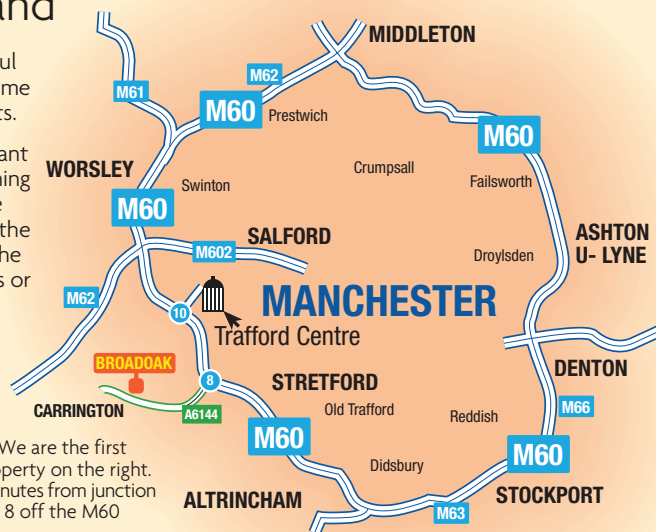 and
ul
me
ts.
ant
ning
e
the
he
s or
MIDDLETON
M62
M61
M60
Prestwich
M60
WORSLEY
Crumpsall
Failsworth
Swinton
M60
SALFORD
ASHTON
U- LYNE
M602
Droylsden
M62
10
MANCHESTER
Trafford Centre
BROADOAK
8
STRETFORD
DENTON
CARRINGTON
A6144
Old Trafford
M66
Reddish
M60
We are the first
operty on the right.
nutes from junction
8 off the M60
Didsbury
M60
ALTRINCHAM
STOCKPORT
M63